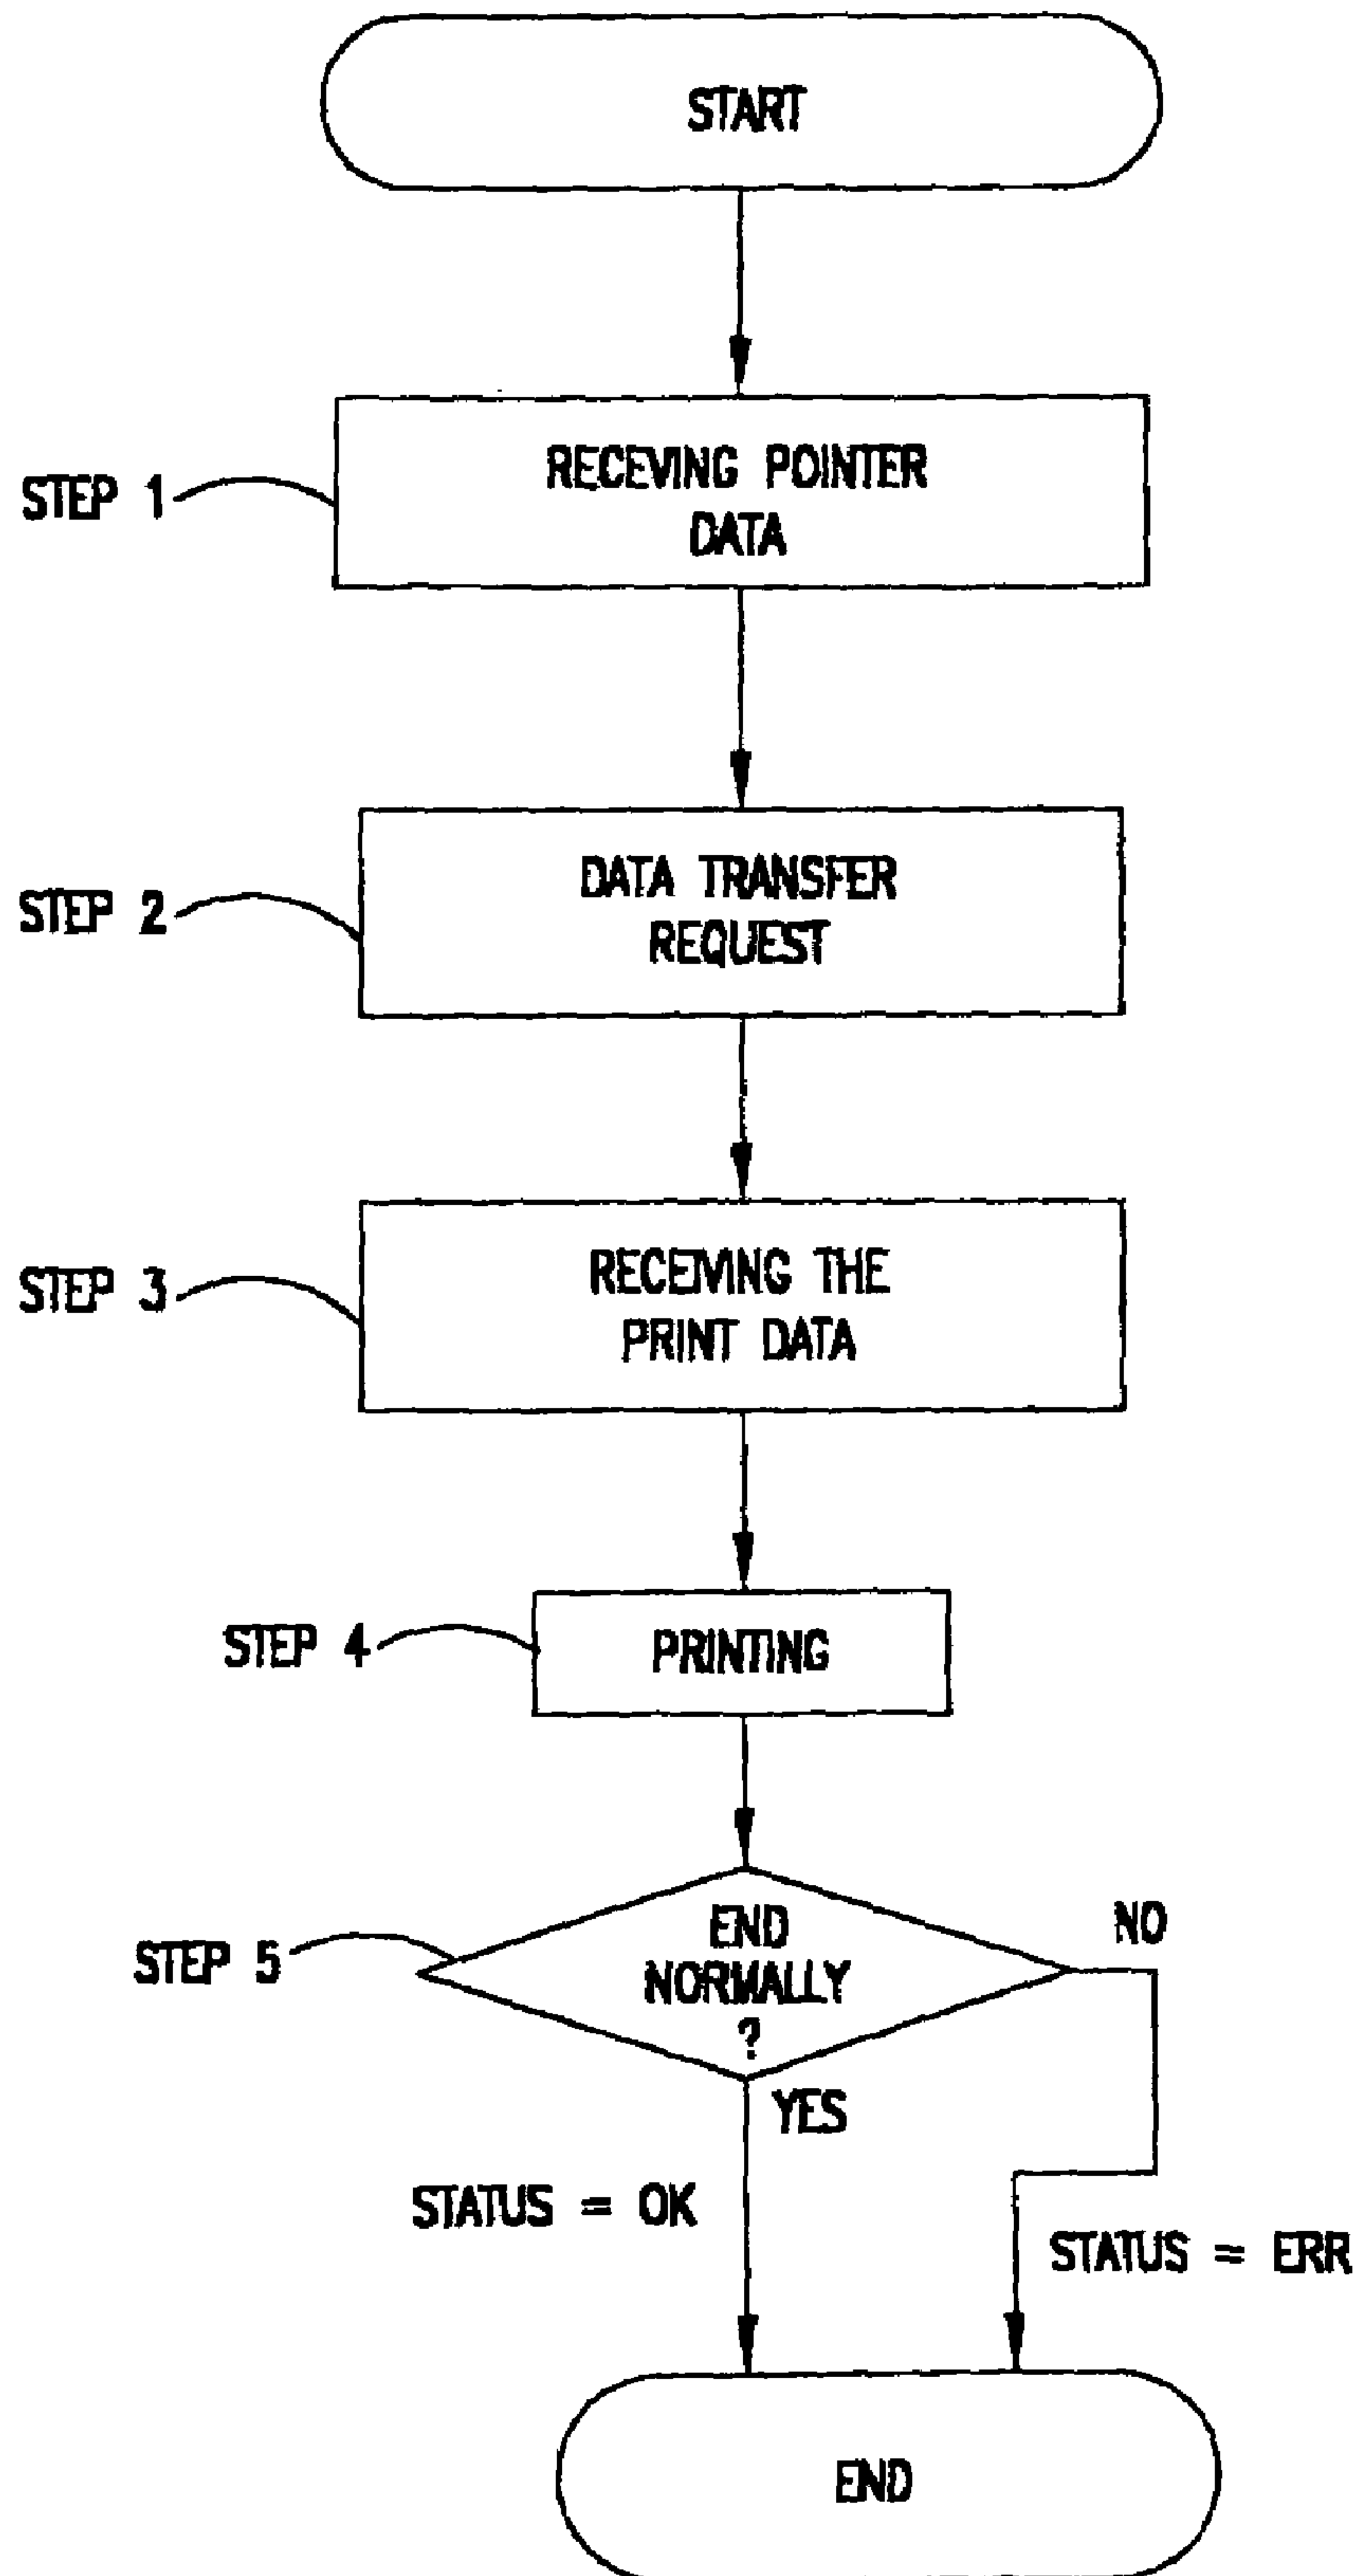 START
STEP 1
RECEVING POINTER
DATA
STEP 2
DATA TRANSFER
REQUEST
STEP 3
RECEIVING THE
PRINT DATA
STEP 4
PRINTING
STEP 5
END
NORMALLY
?
NO
YES
STATUS = OK
STATUS = ERR
END